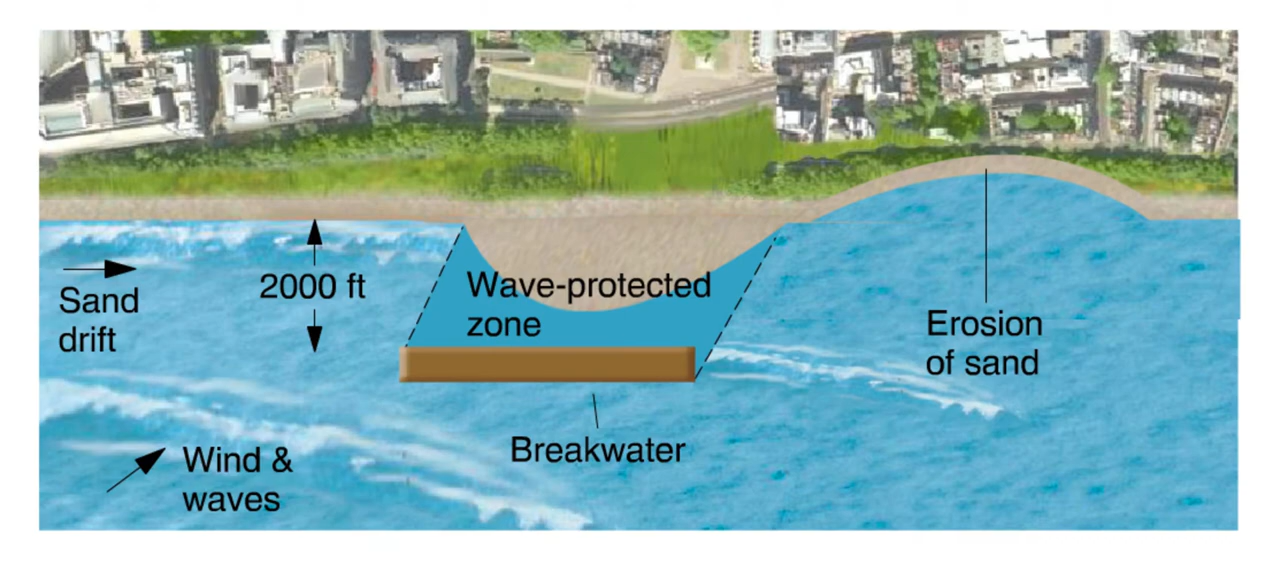 2000 ft
Sand
drift
Wave-protected
zone
Erosion
of sand
Wind &
waves
Breakwater